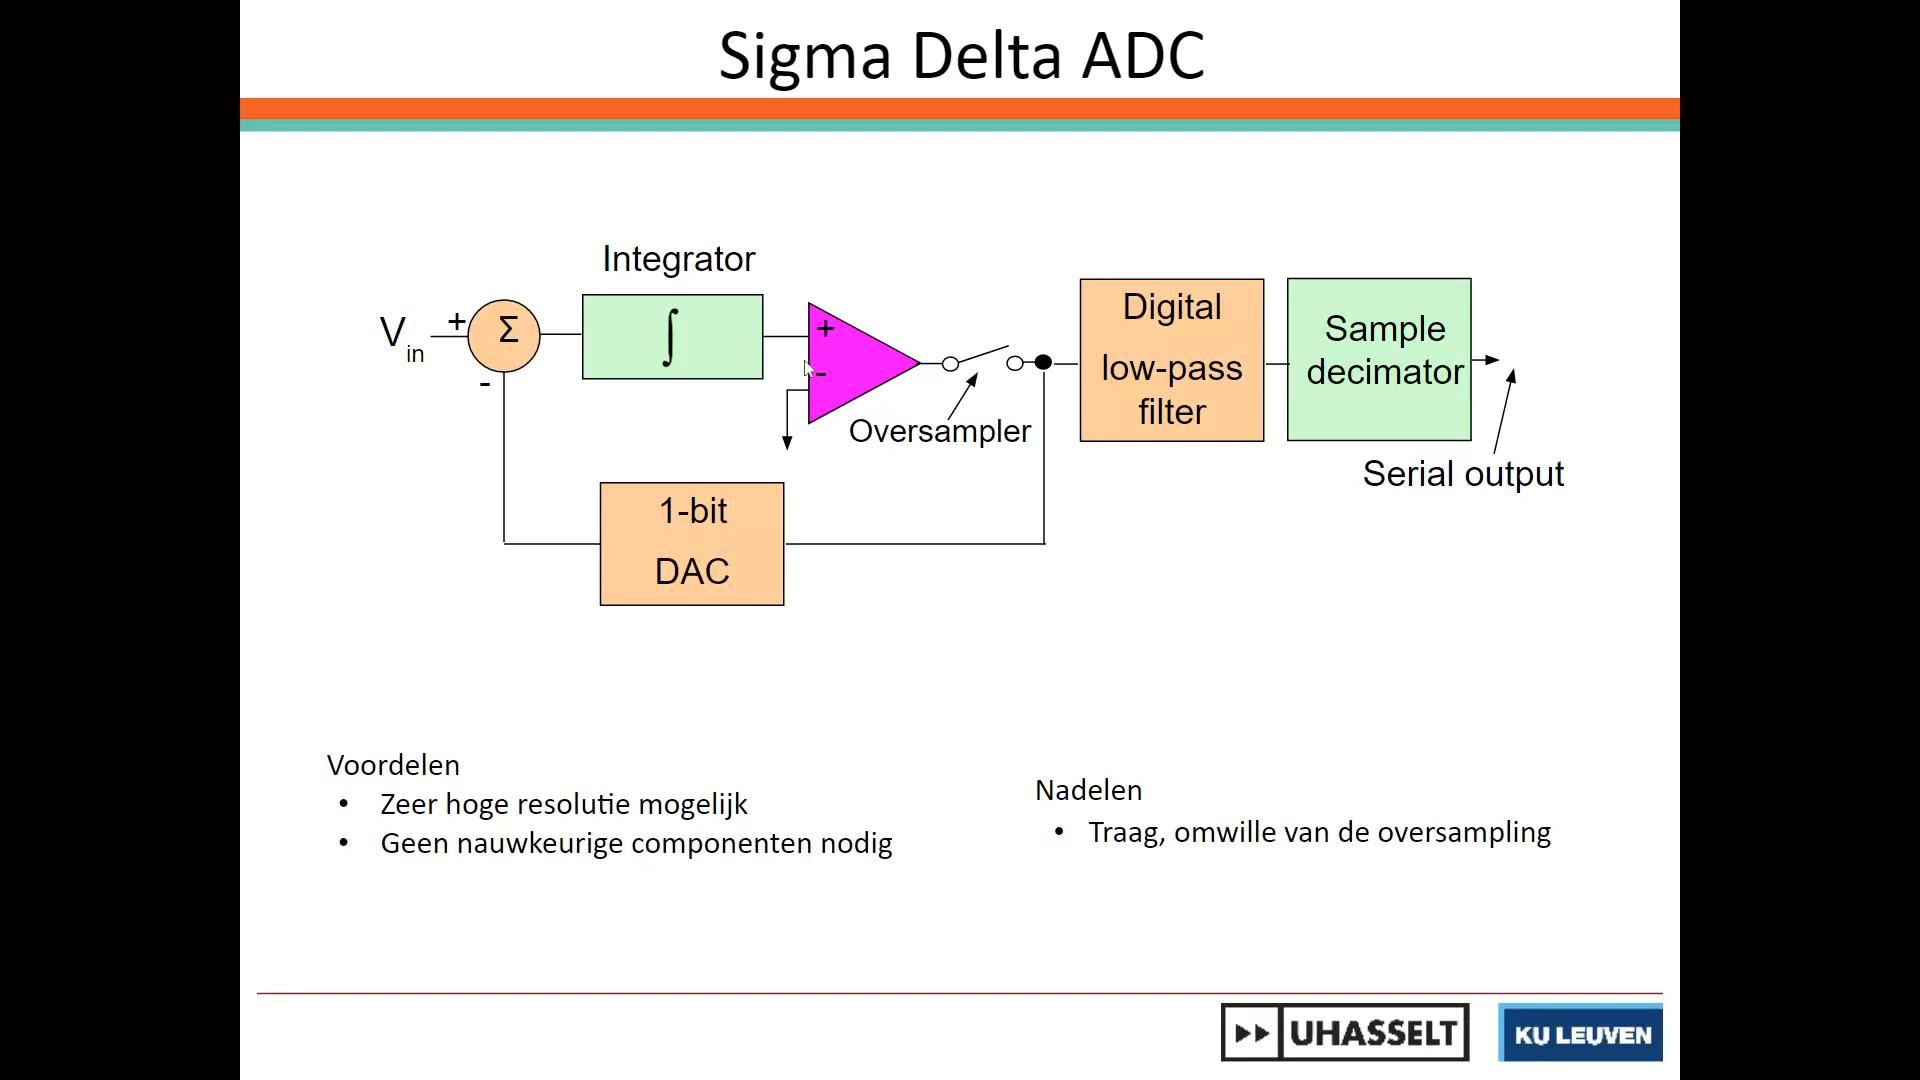 Sigma Delta ADC
Integrator
Vin
+
Σ
-
∫
+
-
Oversampler
Digital
low-pass
filter
Sample
decimator
Serial output
1-bit
DAC
Voordelen
• Zeer hoge resolutie mogelijk
• Geen nauwkeurige componenten nodig
Nadelen
• Traag, omwille van de oversampling
UHASSELT
KU LEUVEN